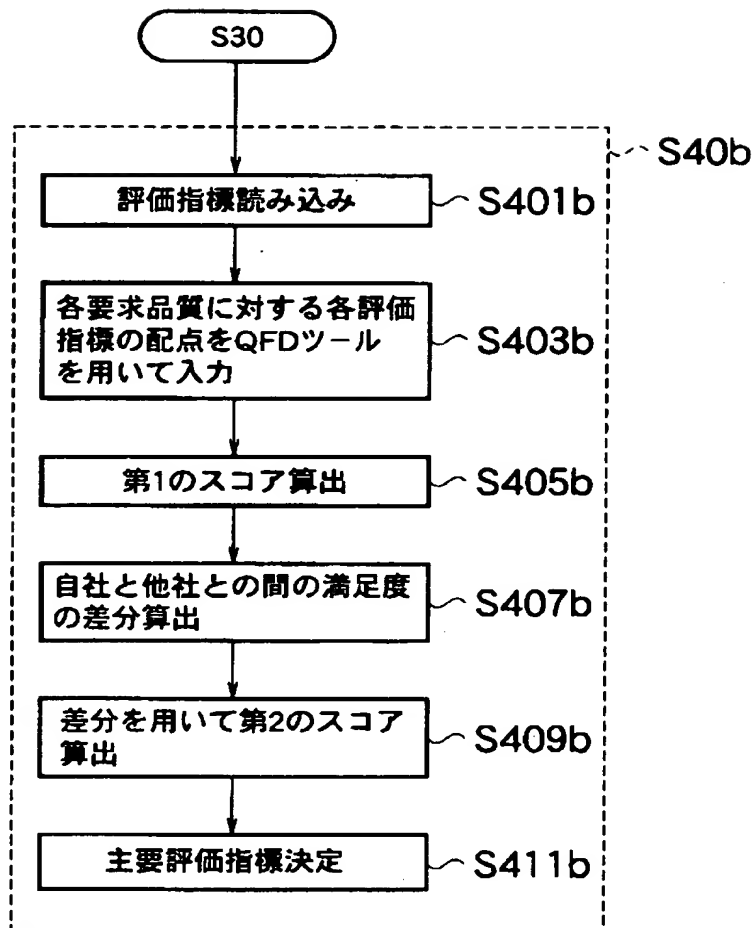 S30
S40b
評価指標読み込み
S401b
各要求品質に対する各評価
指標の配点をQFDツール
を用いて入力
S403b
第1のスコア算出
S405b
自社と他社との間の満足度
の差分算出
S407b
差分を用いて第2のスコア
算出
S409b
主要評価指標決定
S411b